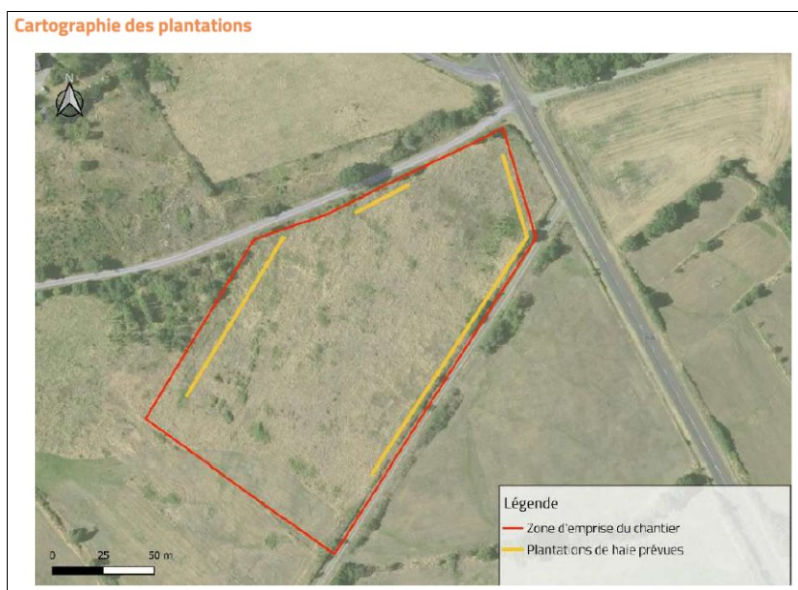 Cartographie des plantations
N
Légende
Zone d'emprise du chantier
Plantations de haie prévues
0 25 50 m